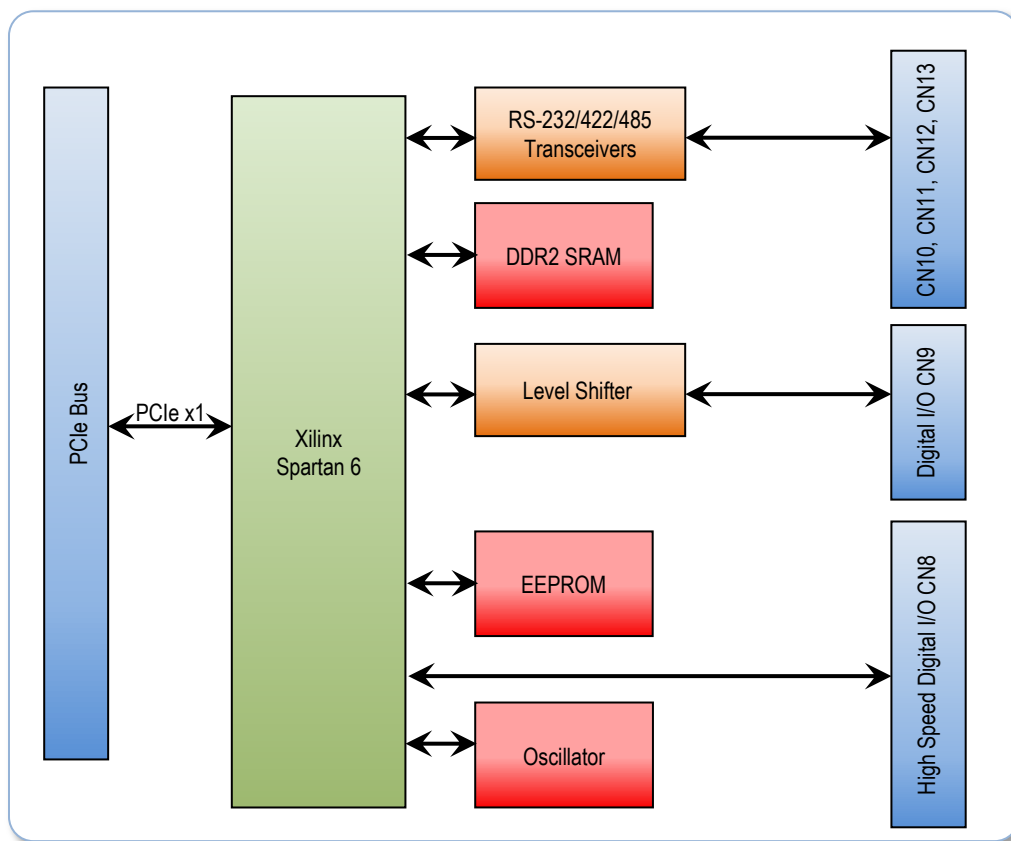 PCIe Bus
PCIe x1
Xilinx
Spartan 6
RS-232/422/485
Transceivers
DDR2 SRAM
Level Shifter
EEPROM
Oscillator
CN10, CN11, CN12, CN13
Digital I/O CN9
High Speed Digital I/O CN8